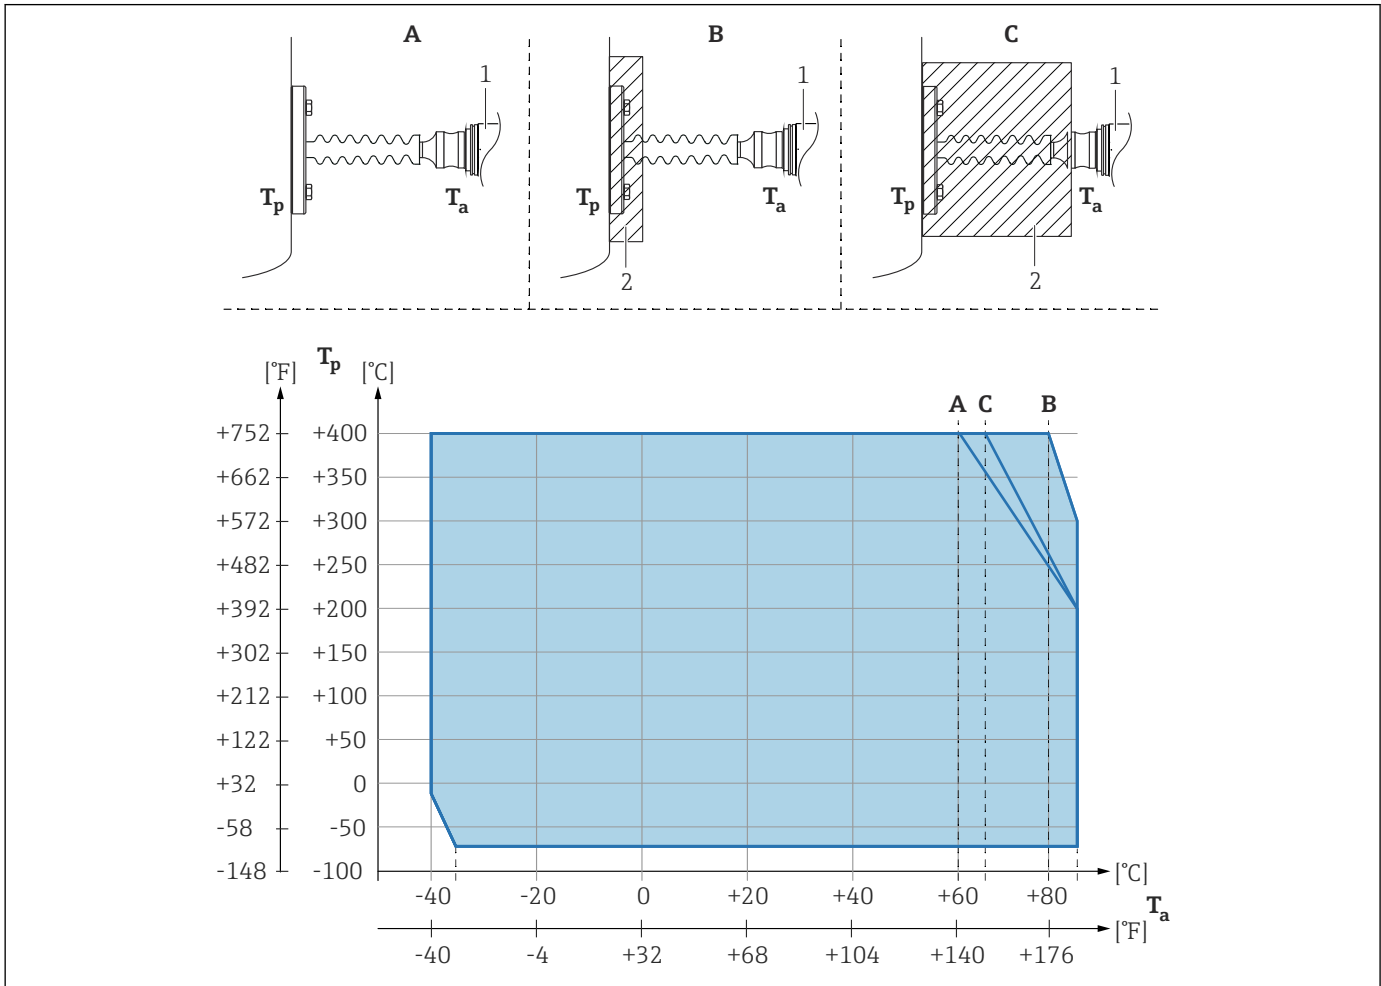 A B C
1 1 1
Tp Ta Tp Ta Tp Ta
2 2 2
Tp
[°F] [°C]
A C B
+752 +400
+662 +350
+572 +300
+482 +250
+392 +200
+302 +150
+212 +100
+122 +50
+32 0
-58 -50
-148 -100
[°C]
-40 -20 0 +20 +40 +60 +80
Ta
[°F]
-40 -4 +32 +68 +104 +140 +176